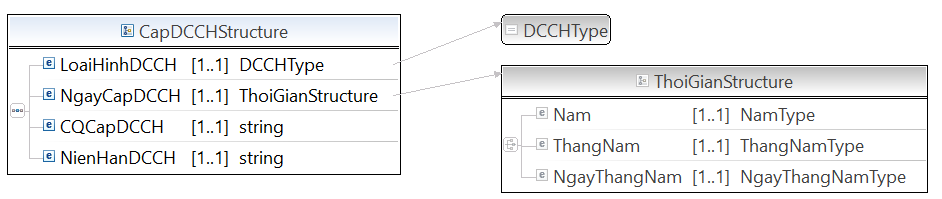 CapDCCHStructure
LoaiHinhDCCH [1..1] DCCHType
NgayCapDCCH [1..1] ThoiGianStructure
CQCapDCCH [1..1] string
NienHanDCCH [1..1] string
DCCHType
ThoiGianStructure
Nam [1..1] NamType
ThangNam [1..1] ThangNamType
NgayThangNam [1..1] NgayThangNamType